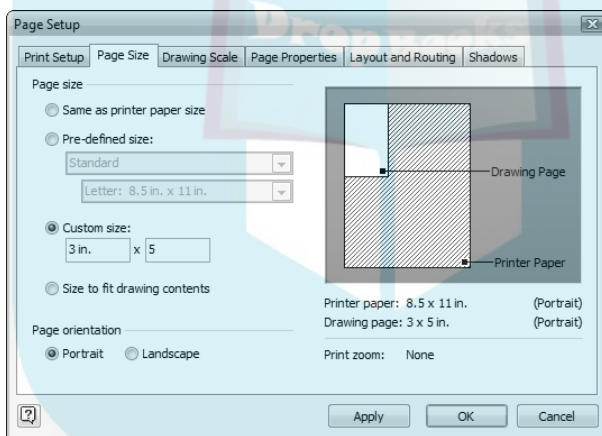 Drop Books
Page Setup
Print Setup
Page Size
Drawing Scale
Page Properties
Layout and Routing
Shadows
Page size
Same as printer paper size
Pre-defined size:
Standard
Letter: 8.5 in. x 11 in.
Custom size:
3 in. x 5
Size to fit drawing contents
Page orientation
Portrait
Landscape
Drawing Page
Printer Paper
Printer paper: 8.5 x 11 in. (Portrait)
Drawing page: 3 x 5 in. (Portrait)
Print zoom: None
?
Apply
OK
Cancel